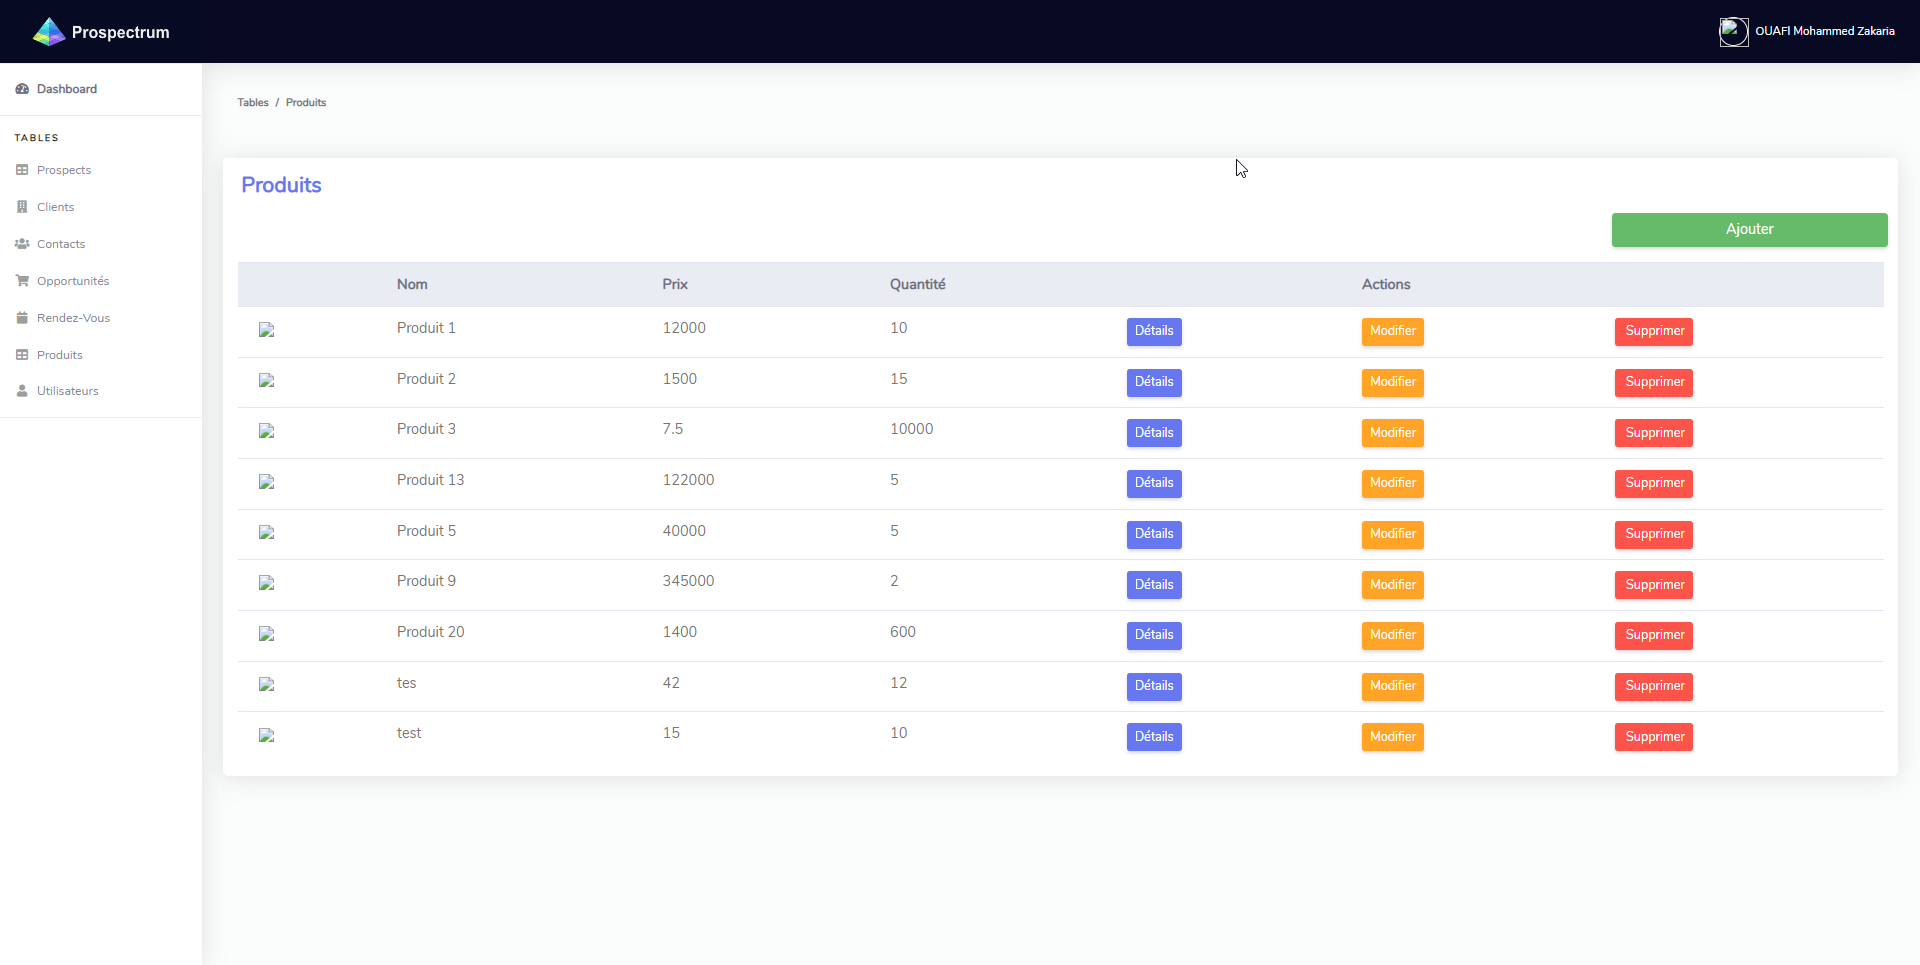 Prospectrum
OUAFI Mohammed Zakaria
Dashboard
TABLES
Prospects
Clients
Contacts
Opportunités
Rendez-Vous
Produits
Utilisateurs
Tables / Produits
Produits
Ajouter
Nom Prix Quantité Actions
Produit 1 12000 10 Détails Modifier Supprimer
Produit 2 1500 15 Détails Modifier Supprimer
Produit 3 7.5 10000 Détails Modifier Supprimer
Produit 13 122000 5 Détails Modifier Supprimer
Produit 5 40000 5 Détails Modifier Supprimer
Produit 9 345000 2 Détails Modifier Supprimer
Produit 20 1400 600 Détails Modifier Supprimer
tes 42 12 Détails Modifier Supprimer
test 15 10 Détails Modifier Supprimer